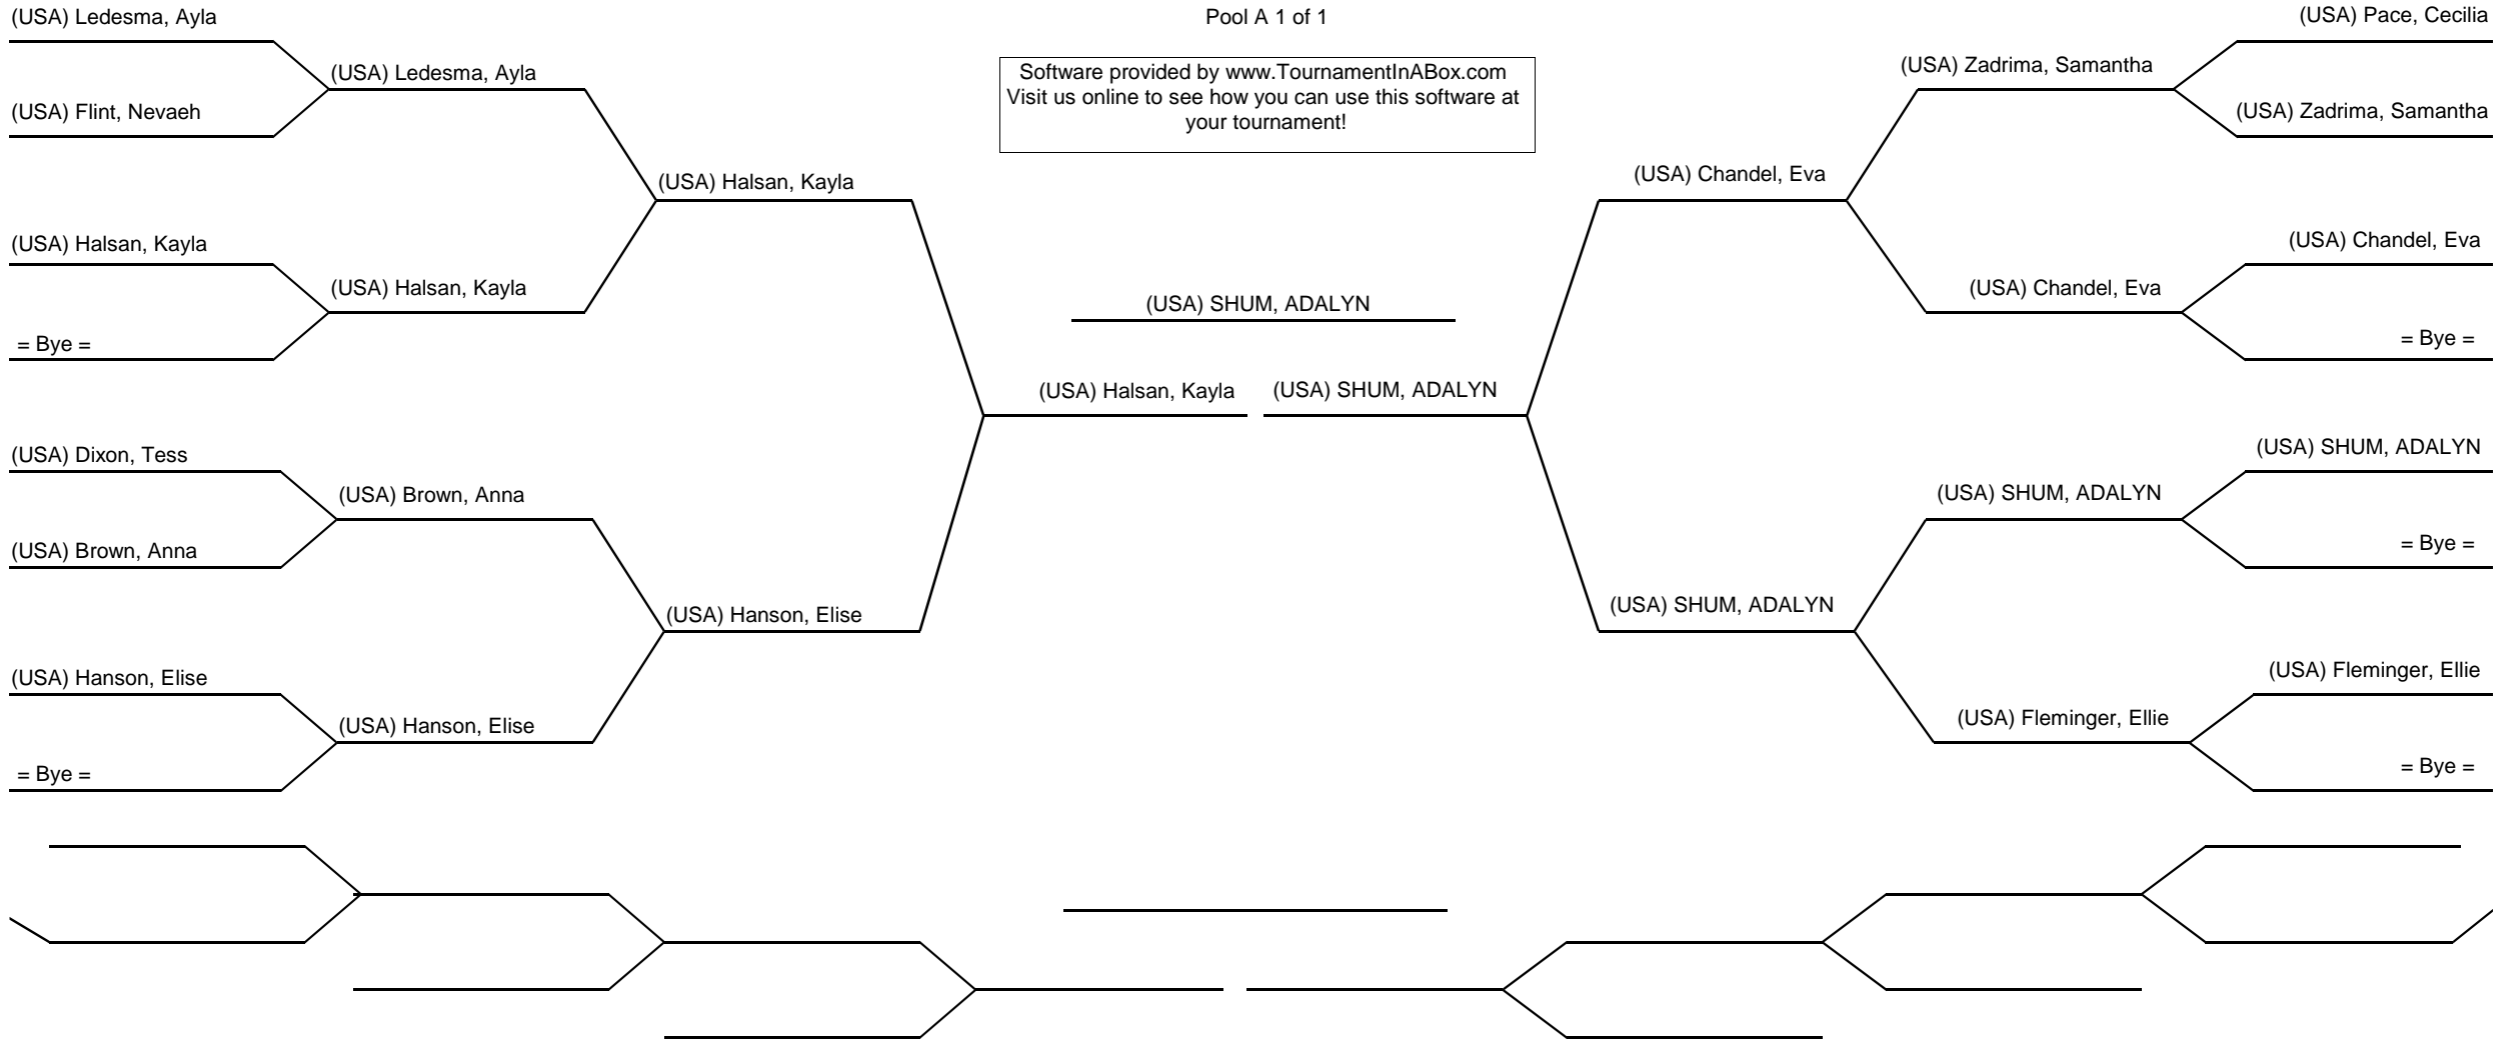 (USA) Ledesma, Ayla
(USA) Flint, Nevaeh
(USA) Halsan, Kayla
= Bye =
(USA) Dixon, Tess
(USA) Brown, Anna
(USA) Hanson, Elise
= Bye =
(USA) Ledesma, Ayla
(USA) Halsan, Kayla
(USA) Brown, Anna
(USA) Hanson, Elise
(USA) Halsan, Kayla
(USA) Hanson, Elise
Pool A 1 of 1
Software provided by www.TournamentInABox.com
Visit us online to see how you can use this software at
your tournament!
(USA) SHUM, ADALYN
(USA) Halsan, Kayla
(USA) SHUM, ADALYN
(USA) Chandel, Eva
(USA) SHUM, ADALYN
(USA) Zadrima, Samantha
(USA) Chandel, Eva
(USA) SHUM, ADALYN
(USA) Fleminger, Ellie
(USA) Pace, Cecilia
(USA) Zadrima, Samantha
(USA) Chandel, Eva
= Bye =
(USA) SHUM, ADALYN
= Bye =
(USA) Fleminger, Ellie
= Bye =